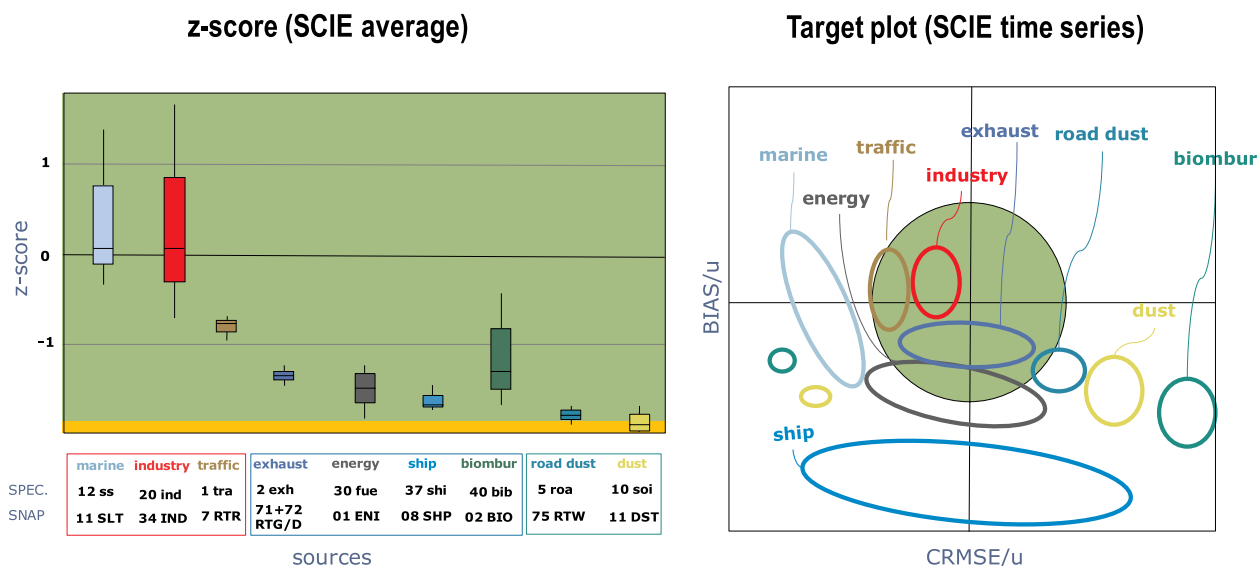 z-score (SCIE average)
Target plot (SCIE time series)
z-score
1
0
-1
marine industry traffic exhaust energy ship biombur road dust dust
SPEC. 12 ss 20 ind 1 tra 2 exh 30 fue 37 shi 40 bib 5 roa 10 soi
SNAP 11 SLT 34 IND 7 RTR 71+72 RTG/D 01 ENI 08 SHP 02 BIO 75 RTW 11 DST
sources
BIAS/u
marine
traffic
exhaust
road dust
biombur
industry
energy
dust
ship
CRMSE/u